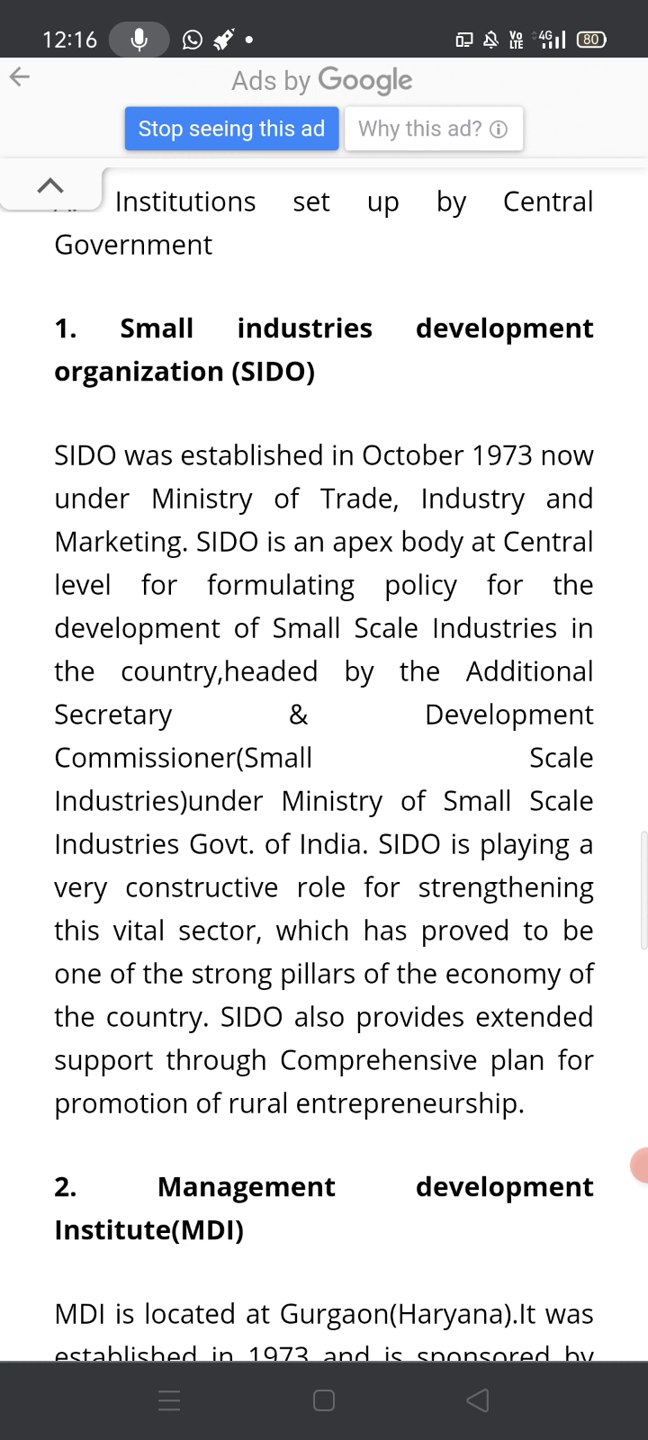 12:16
Vo
LTE
4G
80
Ads by Google
Stop seeing this ad
Why this ad?
Institutions set up by Central
Government
1. Small industries development
organization (SIDO)
SIDO was established in October 1973 now
under Ministry of Trade, Industry and
Marketing. SIDO is an apex body at Central
level for formulating policy for the
development of Small Scale Industries in
the country,headed by the Additional
Secretary & Development
Commissioner(Small Scale
Industries)under Ministry of Small Scale
Industries Govt. of India. SIDO is playing a
very constructive role for strengthening
this vital sector, which has proved to be
one of the strong pillars of the economy of
the country. SIDO also provides extended
support through Comprehensive plan for
promotion of rural entrepreneurship.
2. Management development
Institute(MDI)
MDI is located at Gurgaon(Haryana).It was
established in 1973 and is sponsored by